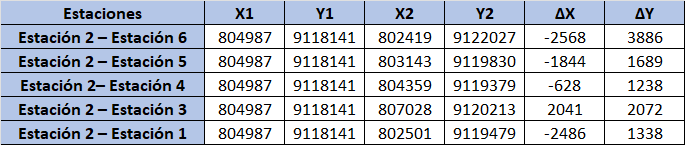 Estaciones X1 Y1 X2 Y2 ΔX ΔY
Estación 2 – Estación 6 804987 9118141 802419 9122027 -2568 3886
Estación 2 – Estación 5 804987 9118141 803143 9119830 -1844 1689
Estación 2– Estación 4 804987 9118141 804359 9119379 -628 1238
Estación 2 – Estación 3 804987 9118141 807028 9120213 2041 2072
Estación 2 – Estación 1 804987 9118141 802501 9119479 -2486 1338